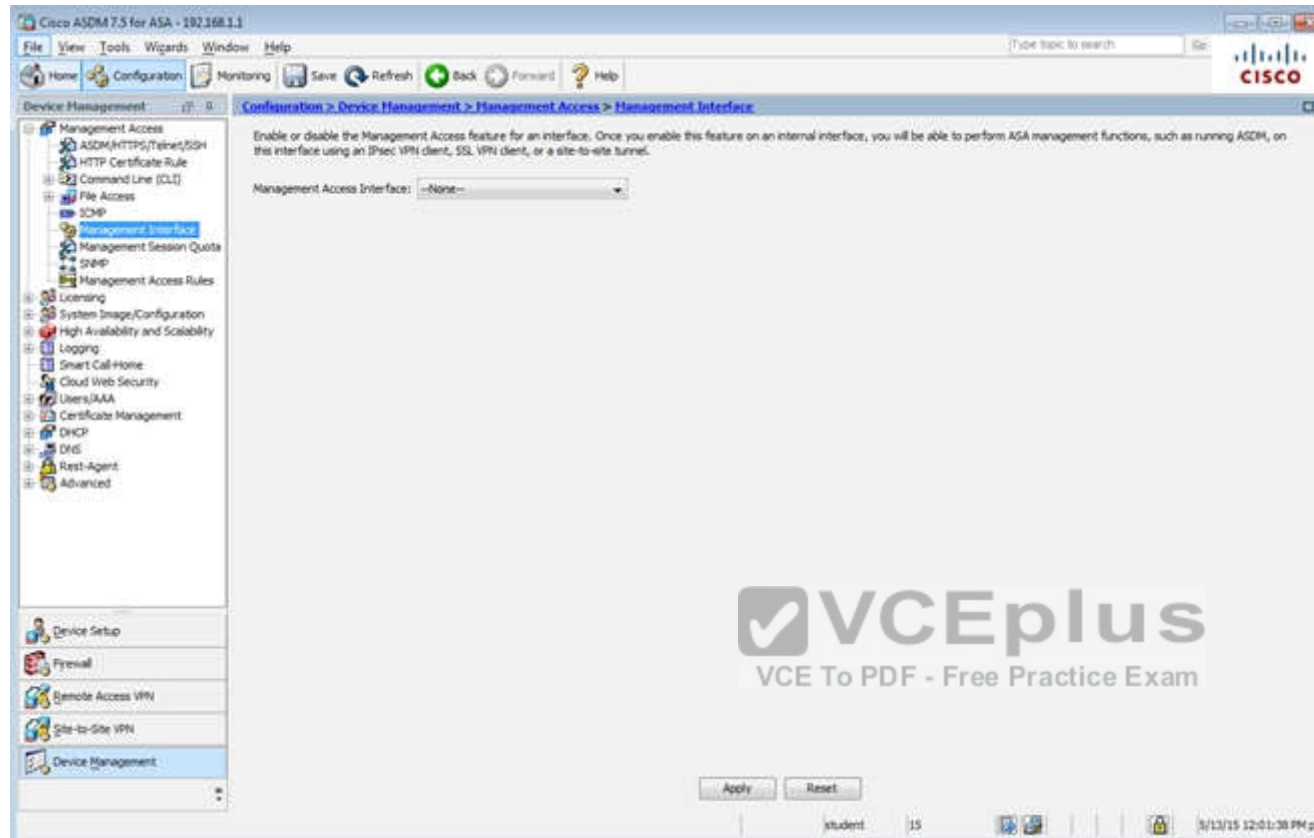 Cisco ASDM 7.5 for ASA - 192.168.1.1
File View Tools Wizards Window Help
Type topic to search Go
Home Configuration Monitoring Save Refresh Back Forward Help
CISCO
Device Management
Configuration > Device Management > Management Access > Management Interface
Management Access
ASDM/HTTPS/Telnet/SSH
HTTP Certificate Rule
Command Line (CLI)
File Access
ICMP
Management Interface
Management Session Quota
SNMP
Management Access Rules
Licensing
System Image/Configuration
High Availability and Scalability
Logging
Smart Call-Home
Cloud Web Security
Users/AAA
Certificate Management
DHCP
DNS
Rest-Agent
Advanced
Enable or disable the Management Access feature for an interface. Once you enable this feature on an internal interface, you will be able to perform ASA management functions, such as running ASDM, on
this interface using an IPsec VPN client, SSL VPN client, or a site-to-site tunnel.
Management Access Interface: --None--
Device Setup
Firewall
Remote Access VPN
Site-to-Site VPN
Device Management
VCEplus
VCE To PDF - Free Practice Exam
Apply Reset
student 15 5/13/15 12:01:38 PM